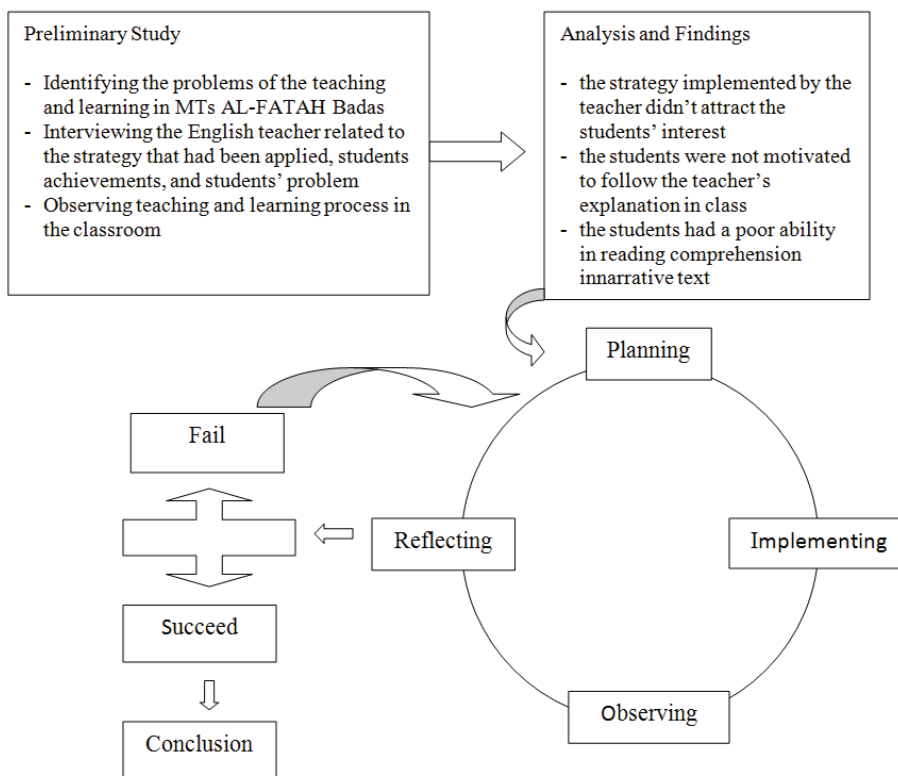 Preliminary Study
- Identifying the problems of the teaching
and learning in MTs AL-FATAH Badas
- Interviewing the English teacher related to
the strategy that had been applied, students
achievements, and students' problem
- Observing teaching and learning process in
the classroom
Analysis and Findings
- the strategy implemented by the
teacher didn't attract the
students' interest
- the students were not motivated
to follow the teacher's
explanation in class
- the students had a poor ability
in reading comprehension
innarrative text
Planning
Fail
Reflecting
Implementing
Succeed
Observing
Conclusion